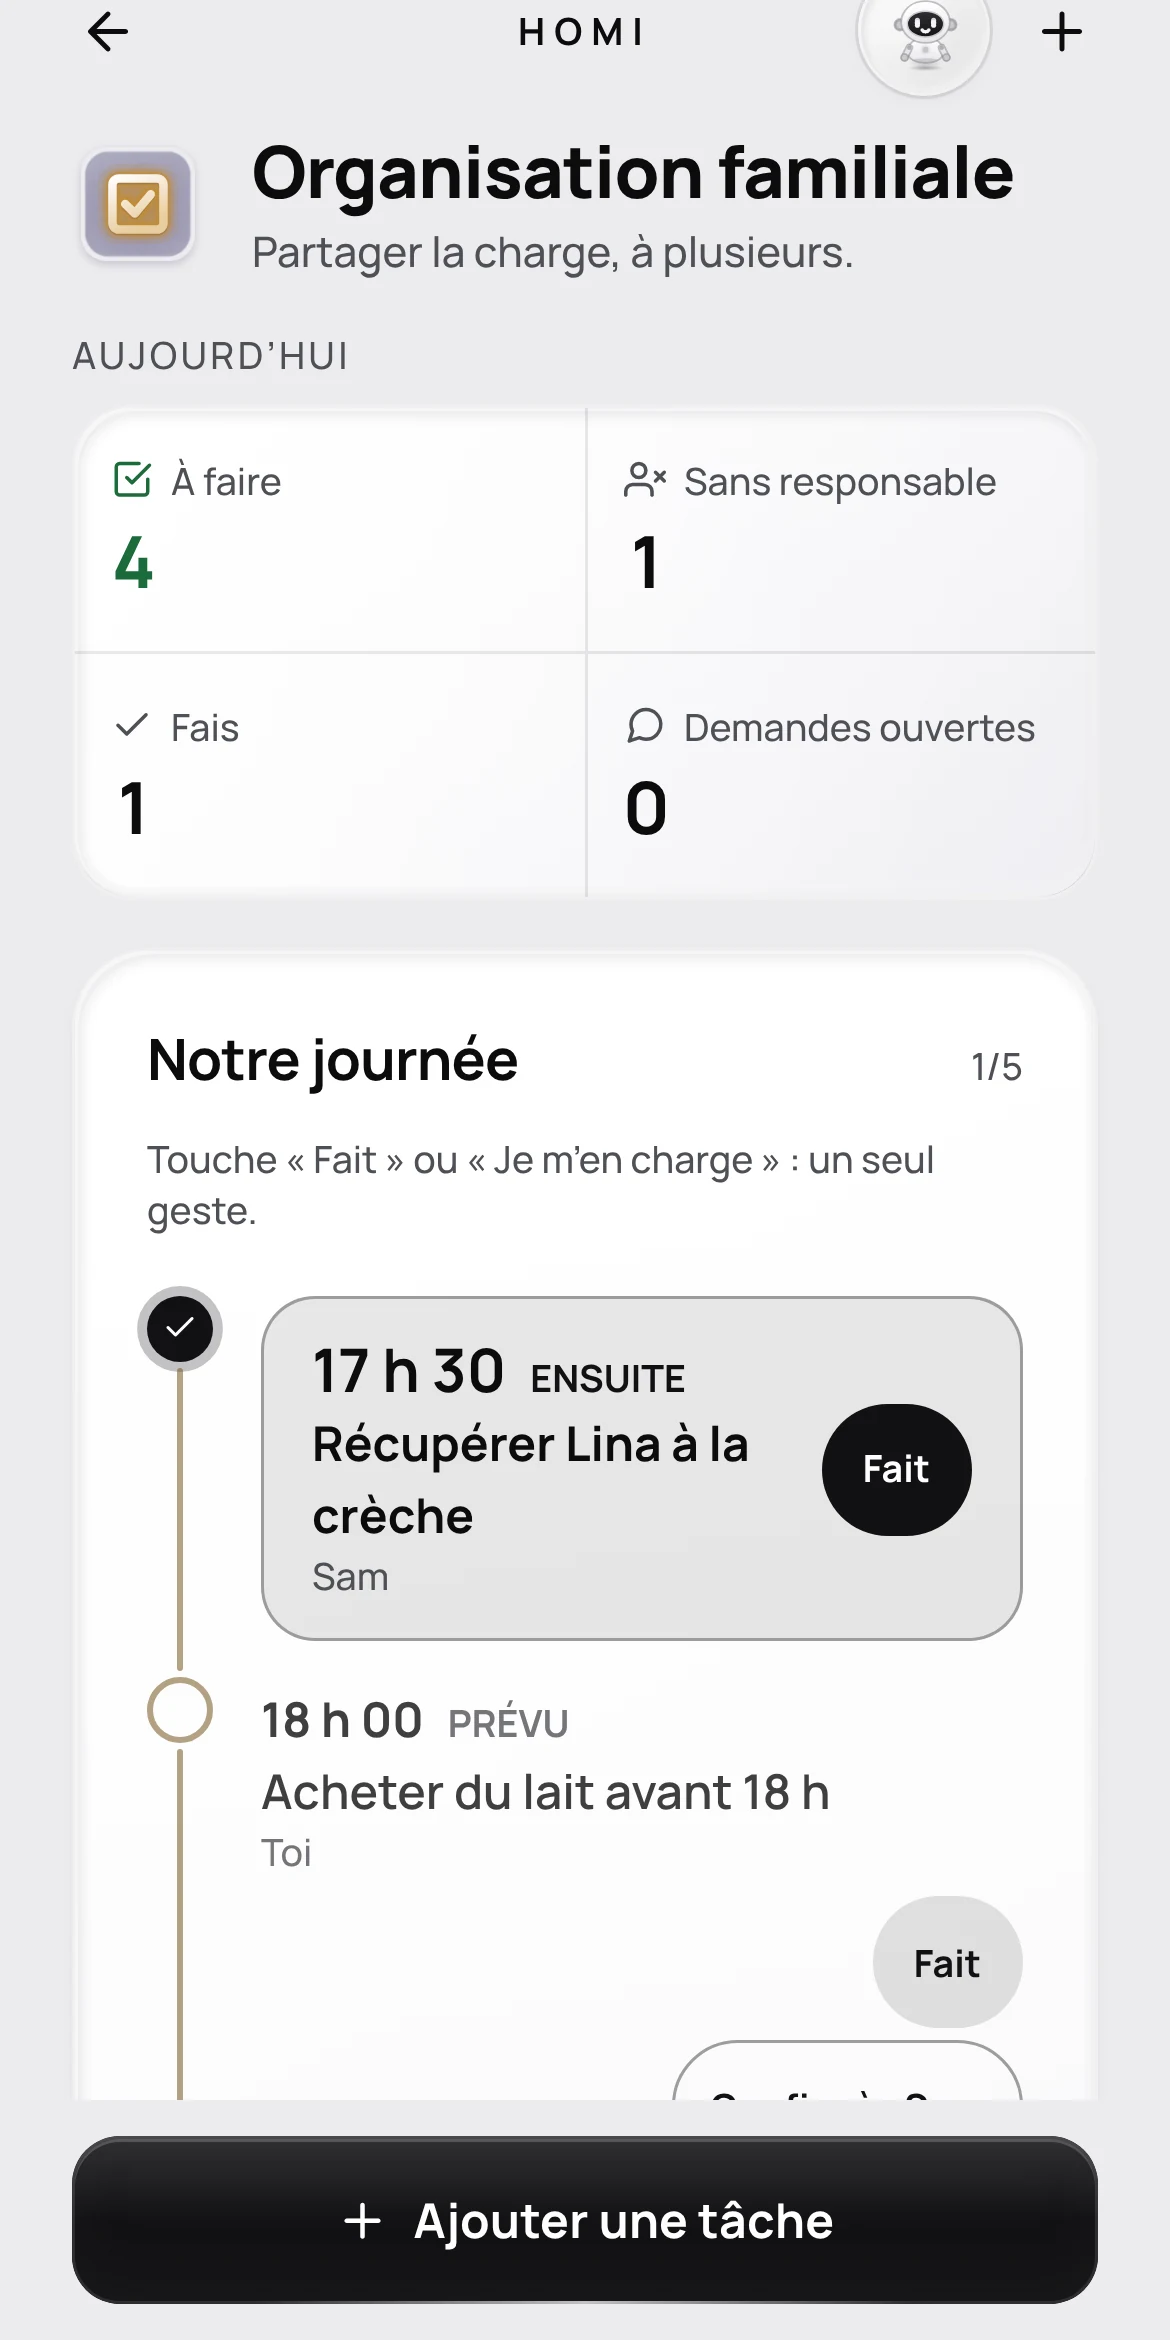 HOMI
Organisation familiale
Partager la charge, à plusieurs.
AUJOURD’HUI
À faire
4
Sans responsable
1
Fais
1
Demandes ouvertes
0
Notre journée
1/5
Touche « Fait » ou « Je m’en charge » : un seul
geste.
17 h 30 ENSUITE
Récupérer Lina à la
crèche
Sam
Fait
18 h 00 PRÉVU
Acheter du lait avant 18 h
Toi
Fait
Ajouter une tâche